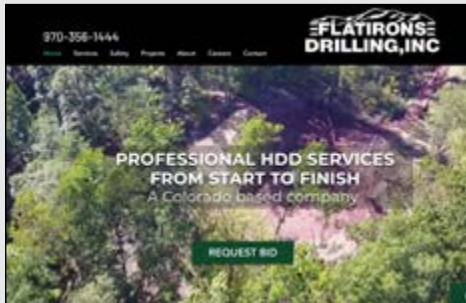 970-356-1444
FLATIRONS
DRILLING, INC
Home Services Safety Projects About Careers Contact
PROFESSIONAL HDD SERVICES
FROM START TO FINISH
A Colorado based company
REQUEST BID